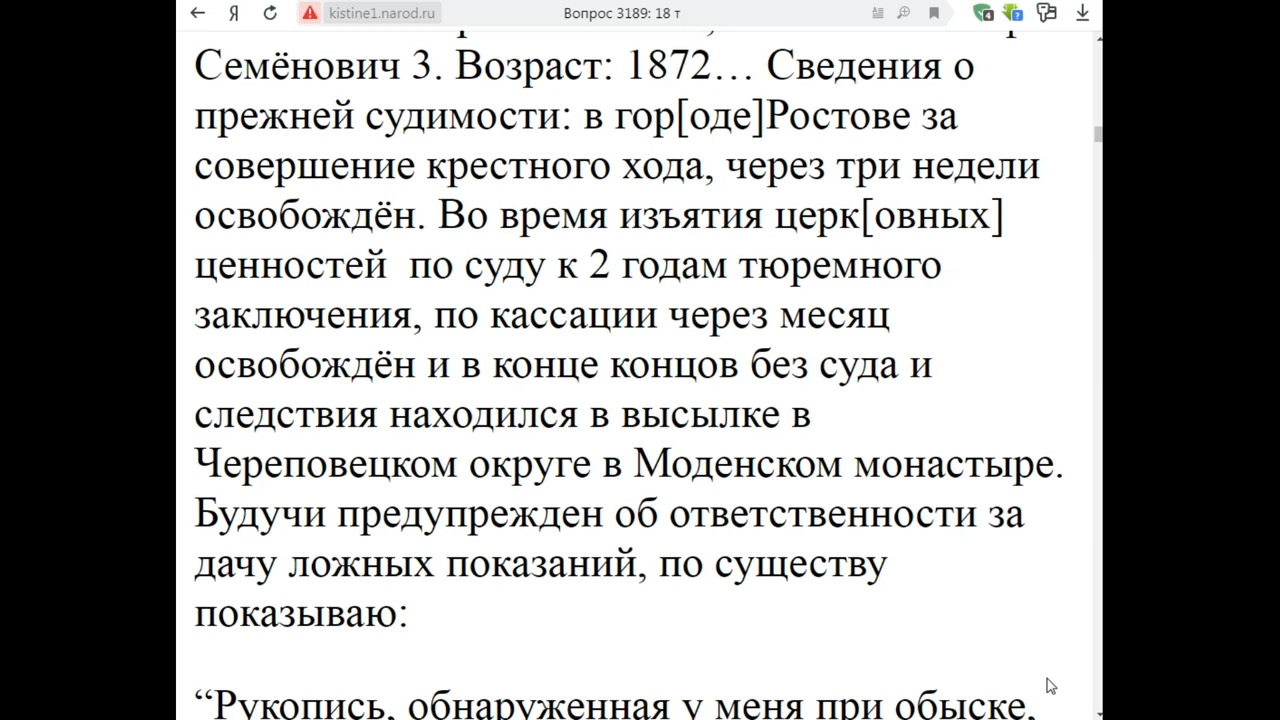 Я
kistine1.narod.ru
Вопрос 3189: 18 т
4
?
Семёнович 3. Возраст: 1872… Сведения о
прежней судимости: в гор[оде]Ростове за
совершение крестного хода, через три недели
освобождён. Во время изъятия церк[овных]
ценностей по суду к 2 годам тюремного
заключения, по кассации через месяц
освобождён и в конце концов без суда и
следствия находился в высылке в
Череповецком округе в Моденском монастыре.
Будучи предупрежден об ответственности за
дачу ложных показаний, по существу
показываю:
“Рукопись, обнаруженная у меня при обыске,